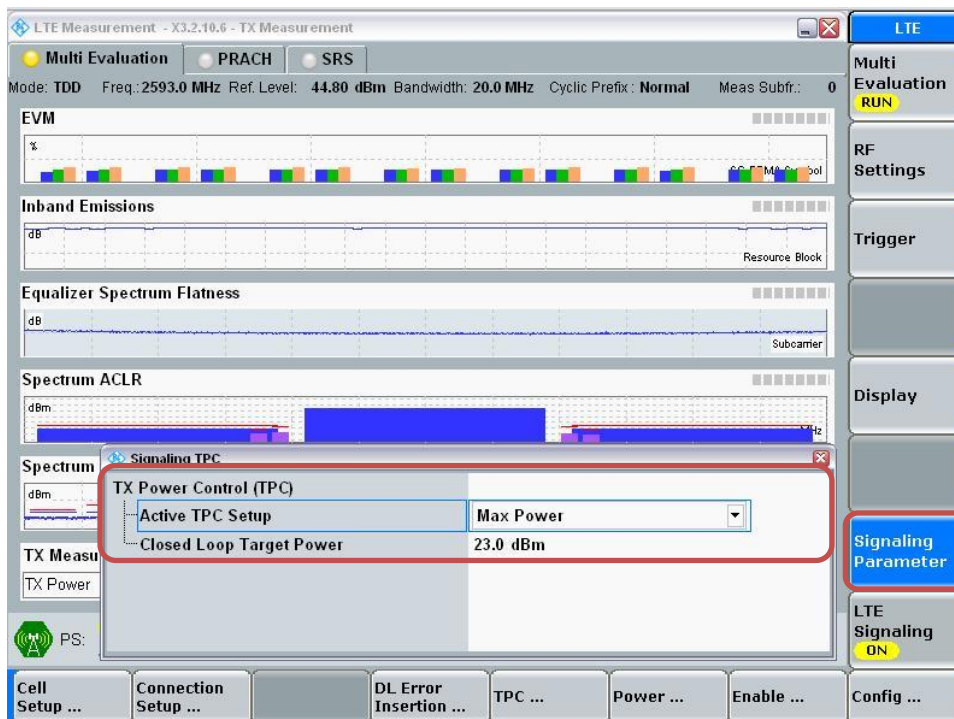 LTE Measurement - X3.2.10.6 - TX Measurement
LTE
Multi Evaluation PRACH SRS
Mode: TDD Freq.: 2593.0 MHz Ref. Level: 44.80 dBm Bandwidth: 20.0 MHz Cyclic Prefix: Normal Meas Subfr.: 0
Multi
Evaluation
RUN
EVM
%
RF
Settings
Inband Emissions
dB
Resource Block
Trigger
Equalizer Spectrum Flatness
dB
Subcarrier
Spectrum ACLR
dBm
Display
Spectrum
dBm
Signaling TPC
TX Power Control (TPC)
Active TPC Setup Max Power
Closed Loop Target Power 23.0 dBm
TX Measu
TX Power
Signaling
Parameter
PS:
LTE
Signaling
ON
Cell
Setup ...
Connection
Setup ...
DL Error
Insertion ...
TPC ...
Power ...
Enable ...
Config ...